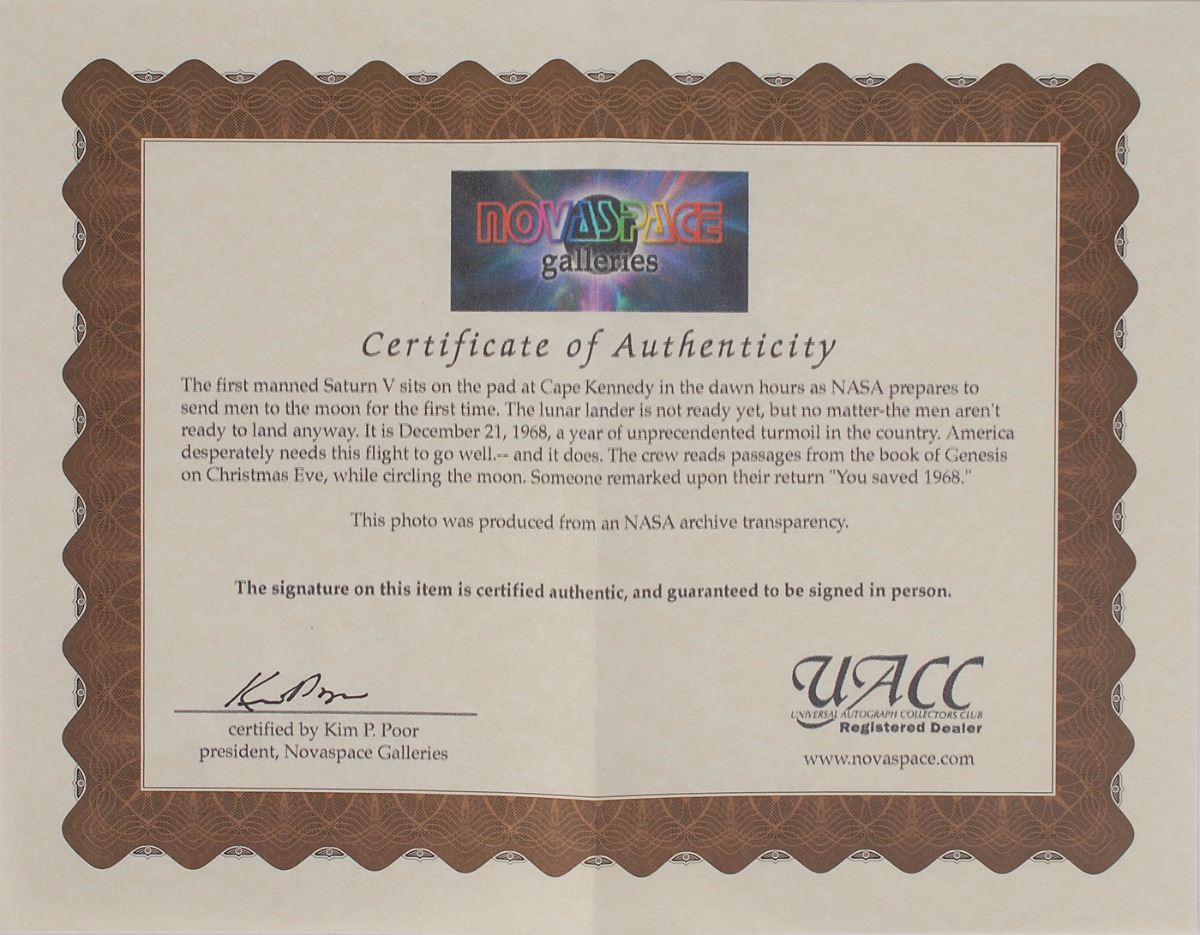 NOVASPACE
galleries
Certificate of Authenticity
The first manned Saturn V sits on the pad at Cape Kennedy in the dawn hours as NASA prepares to
send men to the moon for the first time. The lunar lander is not ready yet, but no matter-the men aren't
ready to land anyway. It is December 21, 1968, a year of unprecendented turmoil in the country. America
desperately needs this flight to go well.-- and it does. The crew reads passages from the book of Genesis
on Christmas Eve, while circling the moon. Someone remarked upon their return "You saved 1968."
This photo was produced from an NASA archive transparency.
The signature on this item is certified authentic, and guaranteed to be signed in person.
Kim Poor
certified by Kim P. Poor
president, Novaspace Galleries
UACC
UNIVERSAL AUTOGRAPH COLLECTORS CLUB
Registered Dealer
www.novaspace.com